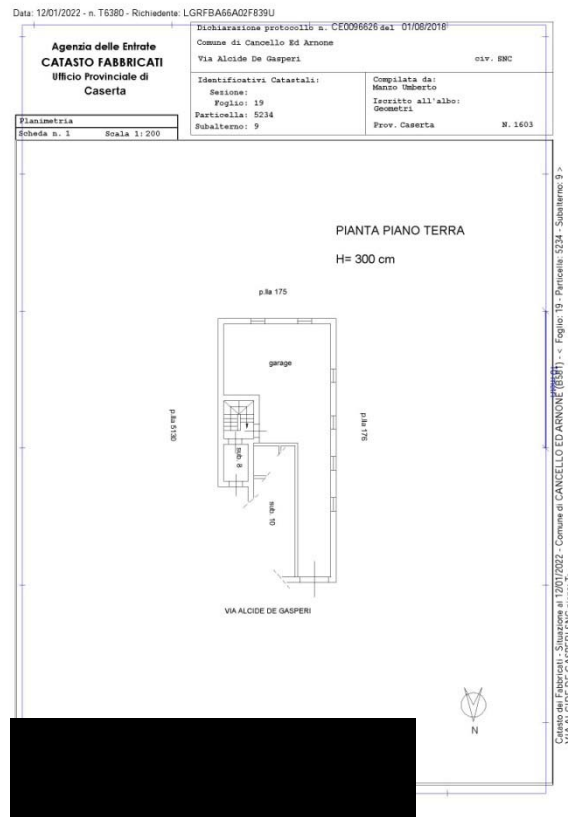 Data: 12/01/2022 - n. T6380 - Richiedente: LGRFBA66A02F839U
Agenzia delle Entrate
CATASTO FABBRICATI
Ufficio Provinciale di
Caserta
Dichiarazione protocollo n. CE0096626 del 01/08/2018
Comune di Cancello Ed Arnone
Via Alcide De Gasperi civ. SNC
Identificativi Catastali:
Sezione:
Foglio: 19
Particella: 5234
Subalterno: 9
Compilata da:
Manzo Umberto
Iscritto all'albo:
Geometri
Prov. Caserta N. 1603
Planimetria
Scheda n. 1 Scala 1:200
PIANTA PIANO TERRA
H= 300 cm
p.lla 175
garage
p.lla 5130
p.lla 176
sub. 8
sub. 10
VIA ALCIDE DE GASPERI
N
Catasto dei Fabbricati - Situazione al 12/01/2022 - Comune di CANCELLO ED ARNONE (B581) - < Foglio: 19 - Particella: 5234 - Subalterno: 9 >